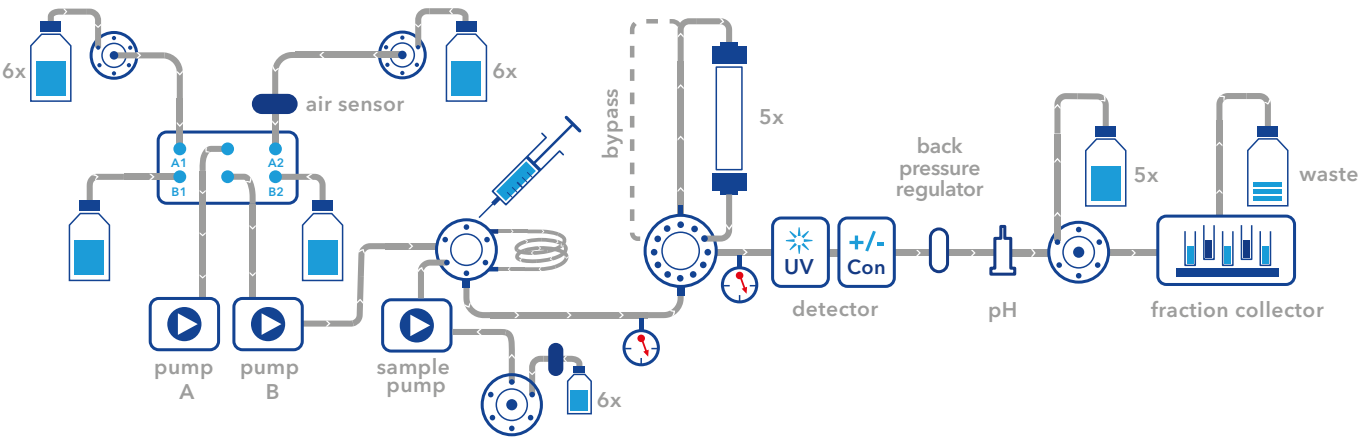 6x
6x
air sensor
A1
A2
B1
B2
bypass
5x
back
pressure
regulator
5x
waste
+/-
UV
Con
detector
pH
fraction collector
pump
A
pump
B
sample
pump
6x